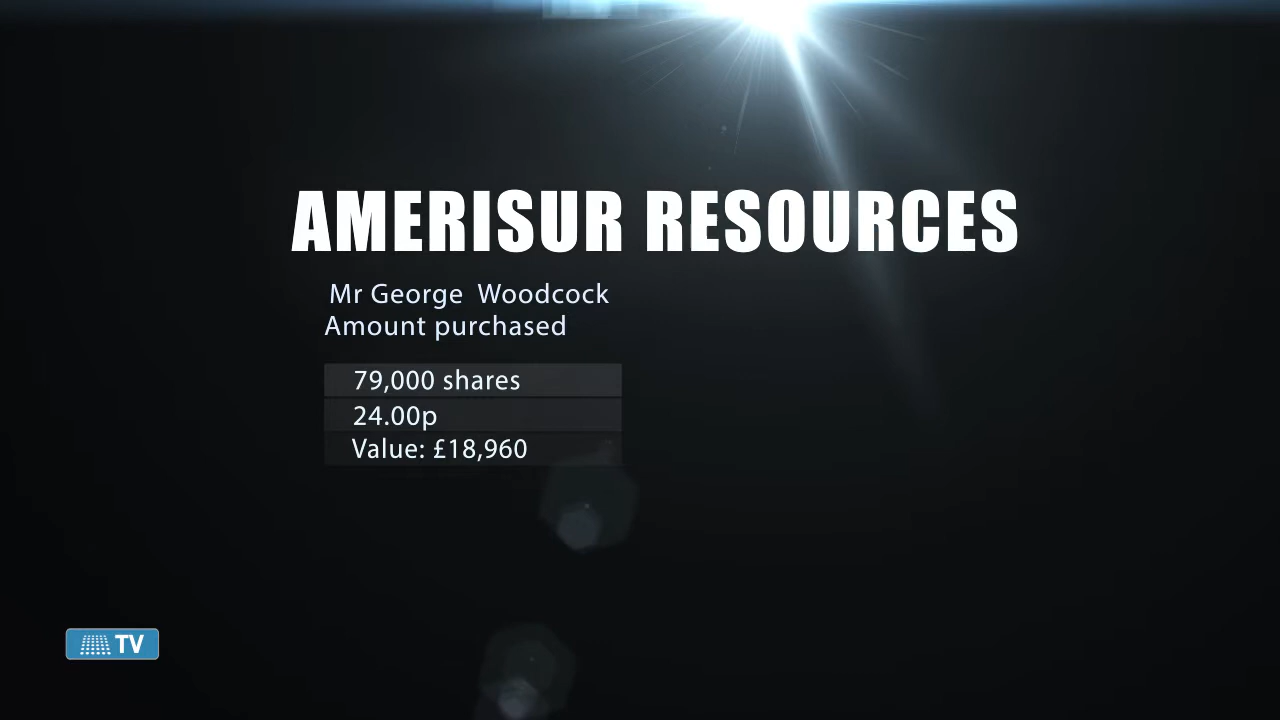 AMERISUR RESOURCES
Mr George  Woodcock
Amount purchased
79,000 shares
24.00p
Value: £18,960
TV